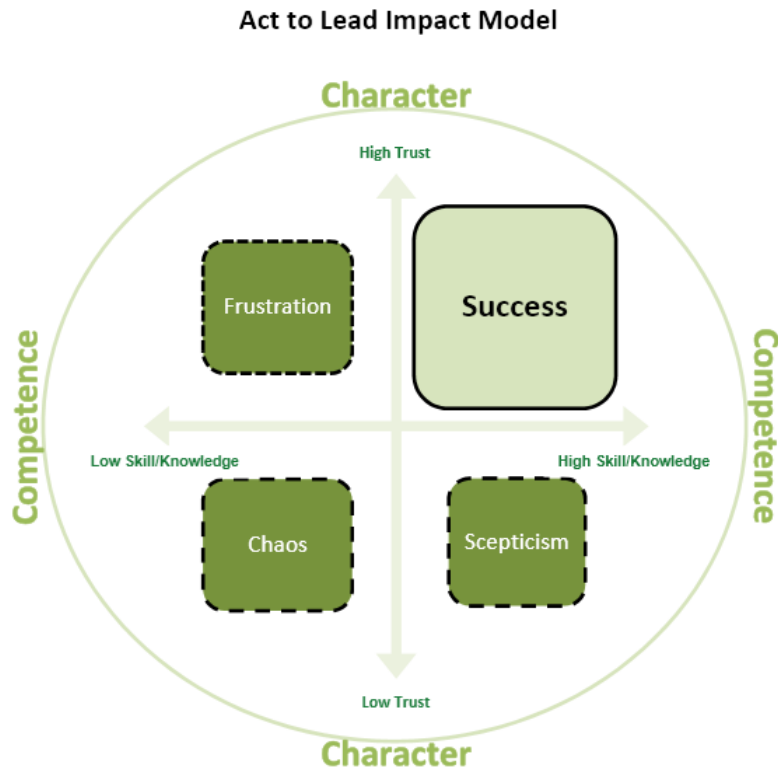 Act to Lead Impact Model
Character
High Trust
Frustration
Success
Competence
Competence
Low Skill/Knowledge
High Skill/Knowledge
Chaos
Scepticism
Low Trust
Character